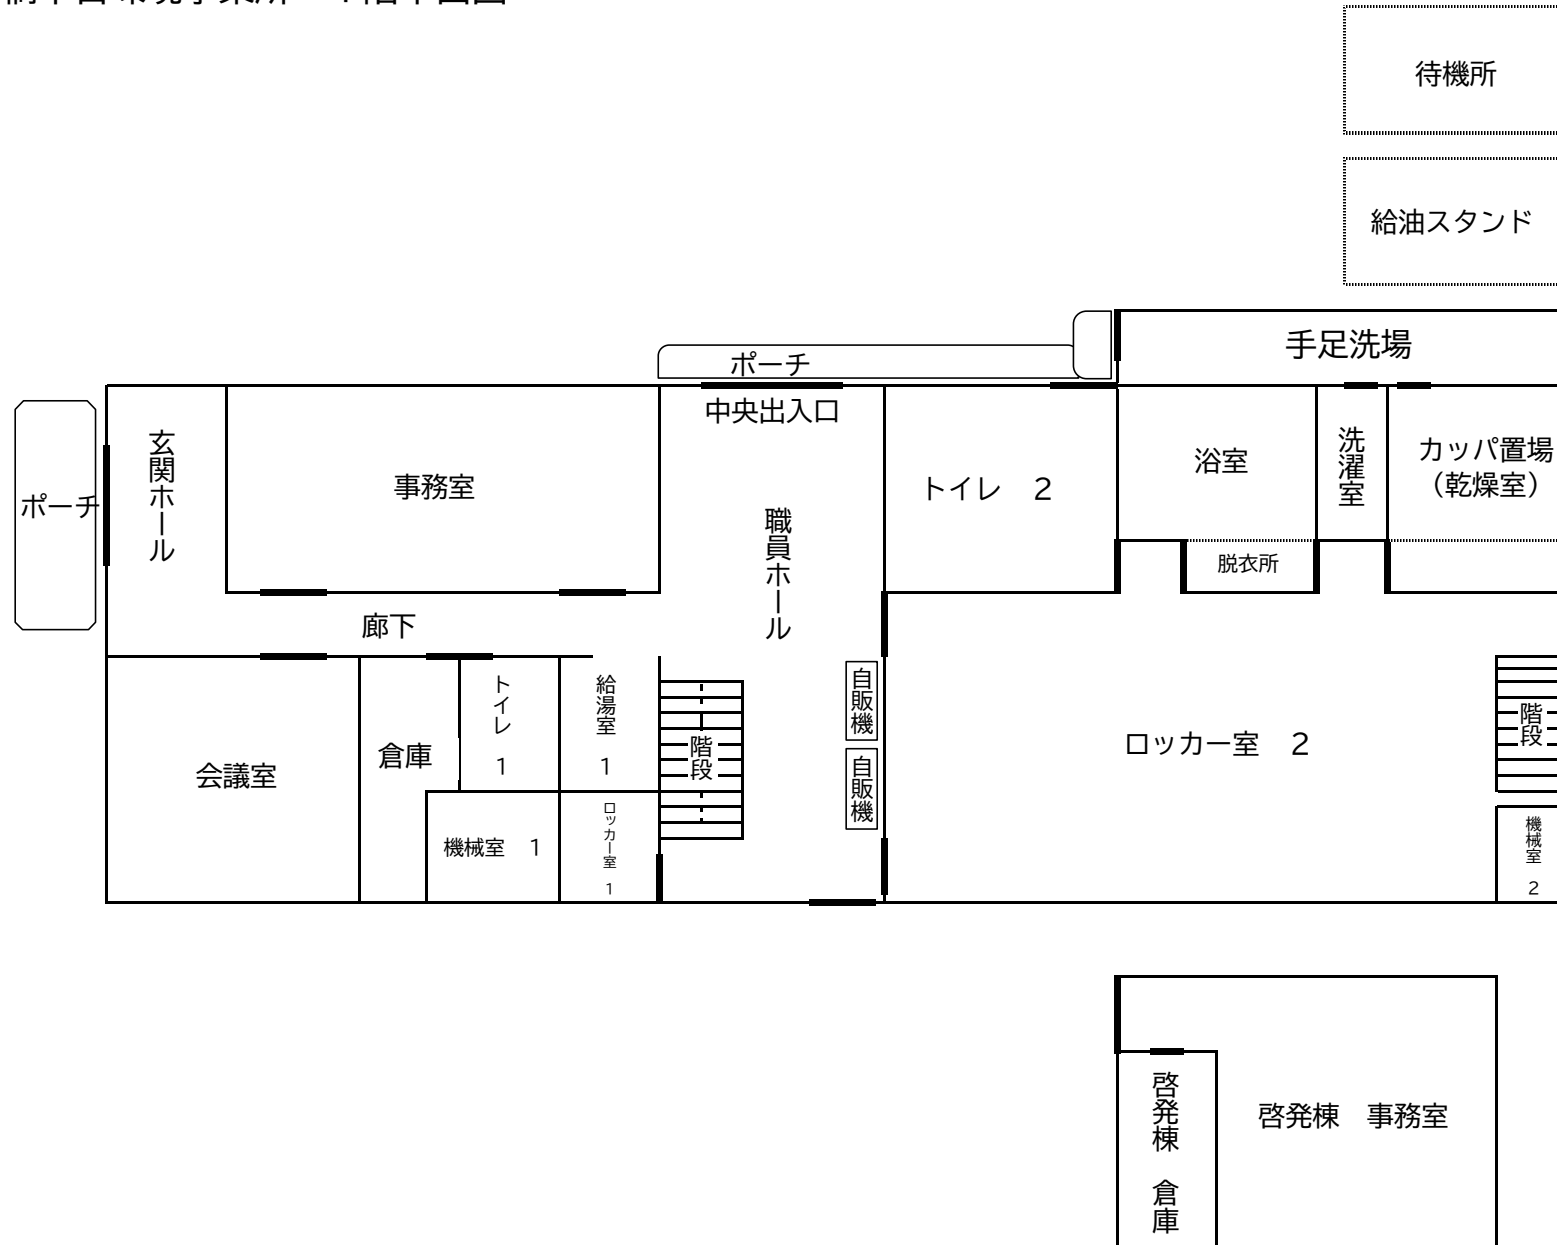 待機所
給油スタンド
手足洗場
ポーチ
中央出入口
ポーチ
玄関ホール
事務室
職員ホール
トイレ　2
浴室
洗濯室
カッパ置場
（乾燥室）
脱衣所
廊下
会議室
倉庫
トイレ　1
給湯室　1
階段
自販機
自販機
ロッカー室　2
階段
機械室　1
ロッカー室　1
機械室　2
啓発棟　倉庫
啓発棟　事務室